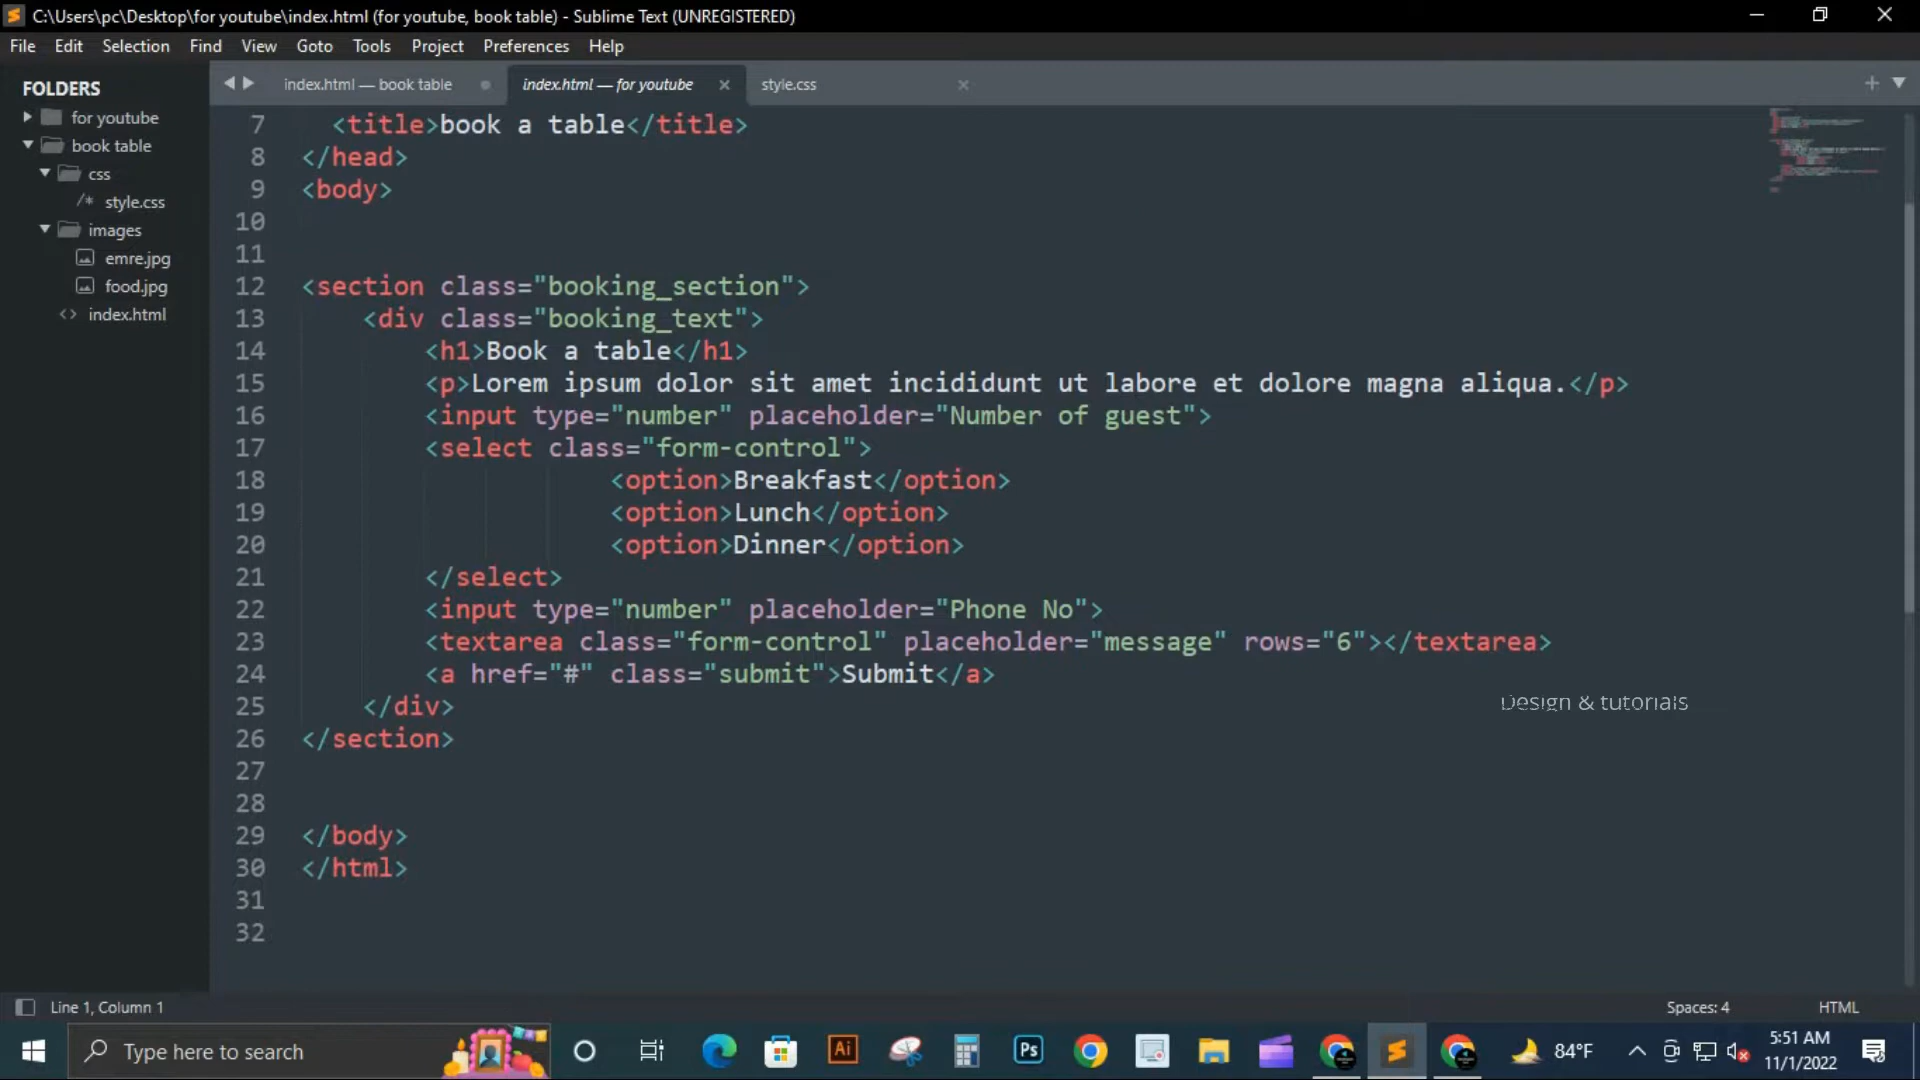 C:\Users\pc\Desktop\for youtube\index.html (for youtube, book table) - Sublime Text (UNREGISTERED)
File Edit Selection Find View Goto Tools Project Preferences Help
FOLDERS
for youtube
book table
css
/* style.css
images
emre.jpg
food.jpg
<> index.html
index.html — book table
index.html — for youtube
style.css
7 <title>book a table</title>
8 </head>
9 <body>
10
11
12 <section class="booking_section">
13 <div class="booking_text">
14 <h1>Book a table</h1>
15 <p>Lorem ipsum dolor sit amet incididunt ut labore et dolore magna aliqua.</p>
16 <input type="number" placeholder="Number of guest">
17 <select class="form-control">
18 <option>Breakfast</option>
19 <option>Lunch</option>
20 <option>Dinner</option>
21 </select>
22 <input type="number" placeholder="Phone No">
23 <textarea class="form-control" placeholder="message" rows="6"></textarea>
24 <a href="#" class="submit">Submit</a>
25 </div>
26 </section>
27
28
29 </body>
30 </html>
31
32
Design & tutorials
Line 1, Column 1
Spaces: 4
HTML
Type here to search
Ai
Ps
84°F
5:51 AM
11/1/2022